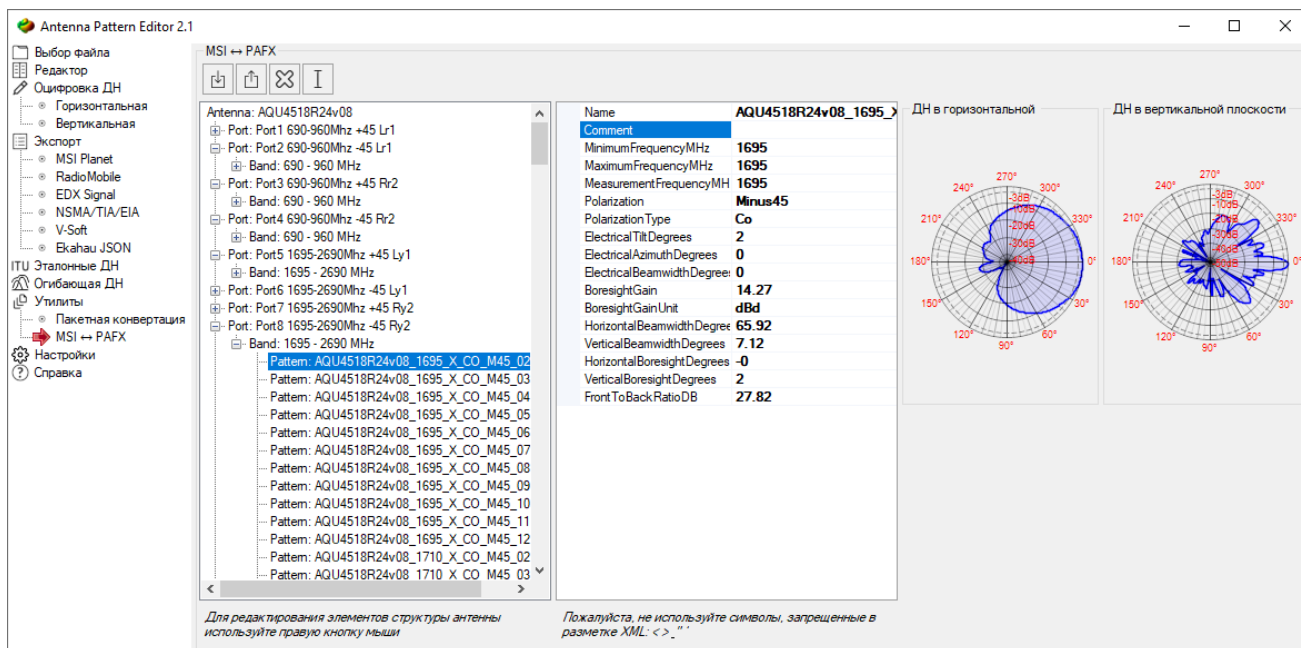 Antenna Pattern Editor 2.1
Выбор файла
Редактор
Оцифровка ДН
Горизонтальная
Вертикальная
Экспорт
MSI Planet
RadioMobile
EDX Signal
NSMA/TIA/EIA
V-Soft
Ekahau JSON
ITU Эталонные ДН
Огибающая ДН
Утилиты
Пакетная конвертация
MSI ↔ PAFX
Настройки
Справка
MSI ↔ PAFX
Antenna: AQU4518R24v08
Port: Port1 690-960Mhz +45 Lr1
Port: Port2 690-960Mhz -45 Lr1
Band: 690 - 960 MHz
Port: Port3 690-960Mhz +45 Rr2
Band: 690 - 960 MHz
Port: Port4 690-960Mhz -45 Rr2
Band: 690 - 960 MHz
Port: Port5 1695-2690Mhz +45 Ly1
Band: 1695 - 2690 MHz
Port: Port6 1695-2690Mhz -45 Ly1
Port: Port7 1695-2690Mhz +45 Ry2
Port: Port8 1695-2690Mhz -45 Ry2
Band: 1695 - 2690 MHz
Pattern: AQU4518R24v08_1695_X_CO_M45_02
Pattern: AQU4518R24v08_1695_X_CO_M45_03
Pattern: AQU4518R24v08_1695_X_CO_M45_04
Pattern: AQU4518R24v08_1695_X_CO_M45_05
Pattern: AQU4518R24v08_1695_X_CO_M45_06
Pattern: AQU4518R24v08_1695_X_CO_M45_07
Pattern: AQU4518R24v08_1695_X_CO_M45_08
Pattern: AQU4518R24v08_1695_X_CO_M45_09
Pattern: AQU4518R24v08_1695_X_CO_M45_10
Pattern: AQU4518R24v08_1695_X_CO_M45_11
Pattern: AQU4518R24v08_1695_X_CO_M45_12
Pattern: AQU4518R24v08_1710_X_CO_M45_02
Pattern: AQU4518R24v08_1710_X_CO_M45_03
Для редактирования элементов структуры антенны
используйте правую кнопку мыши
Name AQU4518R24v08_1695_X
Comment
MinimumFrequencyMHz 1695
MaximumFrequencyMHz 1695
MeasurementFrequencyMH 1695
Polarization Minus45
PolarizationType Co
ElectricalTiltDegrees 2
ElectricalAzimuthDegrees 0
ElectricalBeamwidthDegree: 0
BoresightGain 14.27
BoresightGainUnit dBd
HorizontalBeamwidthDegree 65.92
VerticalBeamwidthDegrees 7.12
HorizontalBoresightDegrees -0
VerticalBoresightDegrees 2
FrontToBackRatioDB 27.82
Пожалуйста, не используйте символы, запрещенные в
разметке XML: < > _ " '
ДН в горизонтальной
270°
240° 300°
210° 330°
180° 0°
150° 30°
120° 60°
90°
-3dB
-10dB
-20dB
-30dB
ДН в вертикальной плоскости
270°
240° 300°
210° 330°
180° 0°
150° 30°
120° 60°
90°
-3dB
-10dB